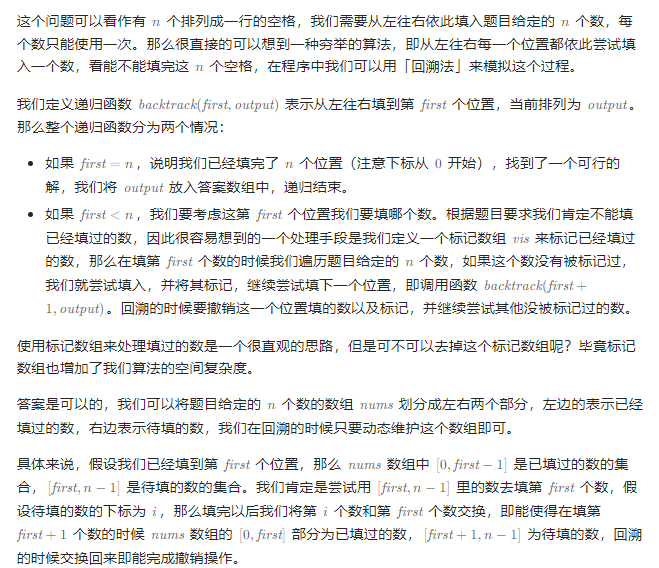 这个问题可以看作有 n 个排列成一行的空格，我们需要从左往右依此填入题目给定的 n 个数，每
个数只能使用一次。那么很直接的可以想到一种穷举的算法，即从左往右每一个位置都依此尝试填
入一个数，看能不能填完这 n 个空格，在程序中我们可以用「回溯法」来模拟这个过程。
我们定义递归函数 backtrack(first, output) 表示从左往右填到第 first 个位置，当前排列为 output。
那么整个递归函数分为两个情况：
• 如果 first = n，说明我们已经填完了 n 个位置（注意下标从 0 开始），找到了一个可行的
解，我们将 output 放入答案数组中，递归结束。
• 如果 first < n，我们要考虑这第 first 个位置我们要填哪个数。根据题目要求我们肯定不能填
已经填过的数，因此很容易想到的一个处理手段是我们定义一个标记数组 vis 来标记已经填过
的数，那么在填第 first 个数的时候我们遍历题目给定的 n 个数，如果这个数没有被标记过，
我们就尝试填入，并将其标记，继续尝试填下一个位置，即调用函数 backtrack(first +
1, output)。回溯的时候要撤销这一个位置填的数以及标记，并继续尝试其他没被标记过的数。
使用标记数组来处理填过的数是一个很直观的思路，但是可不可以去掉这个标记数组呢？毕竟标记
数组也增加了我们算法的空间复杂度。
答案是可以的，我们可以将题目给定的 n 个数的数组 nums 划分成左右两个部分，左边的表示已经
填过的数，右边表示待填的数，我们在回溯的时候只要动态维护这个数组即可。
具体来说，假设我们已经填到第 first 个位置，那么 nums 数组中 [0, first − 1] 是已填过的数的集
合，[first, n − 1] 是待填的数的集合。我们肯定是尝试用 [first, n − 1] 里的数去填第 first 个数，假
设待填的数的下标为 i，那么填完以后我们将第 i 个数和第 first 个数交换，即能使得在填第
first + 1 个数的时候 nums 数组的 [0, first] 部分为已填过的数，[first + 1, n − 1] 为待填的数，回溯
的时候交换回来即能完成撤销操作。